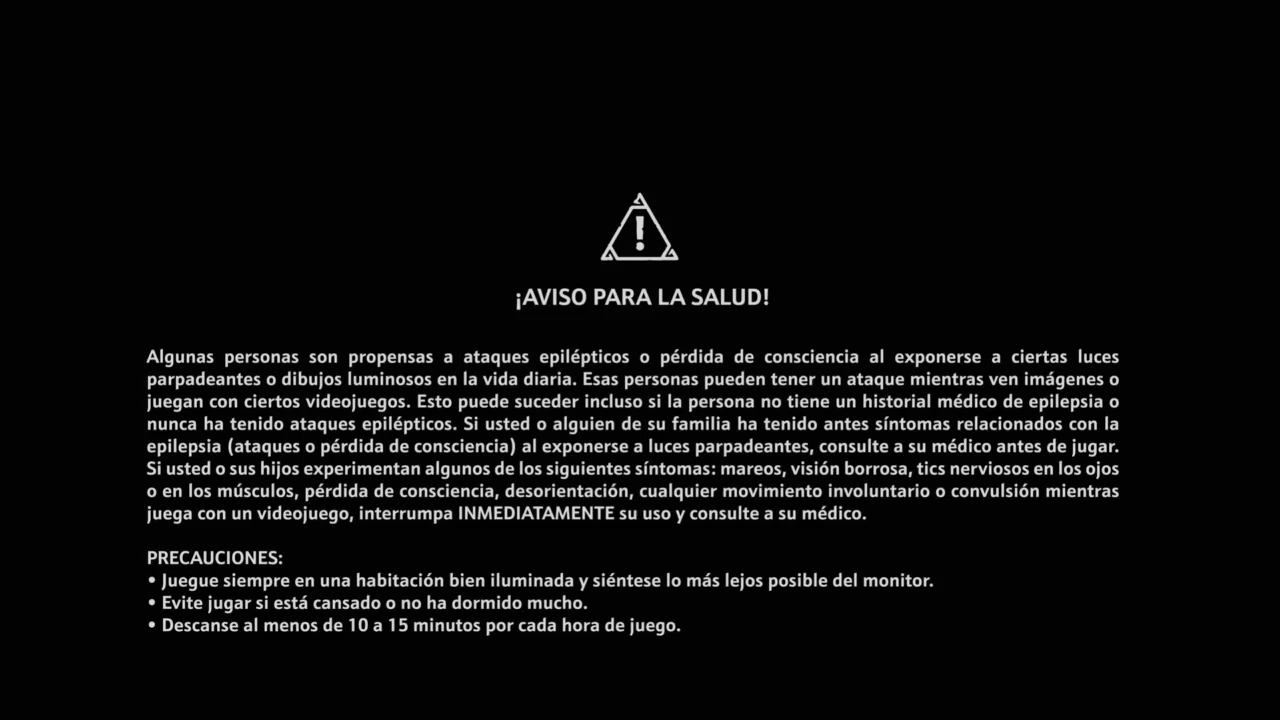 ¡AVISO PARA LA SALUD!
Algunas personas son propensas a ataques epilépticos o pérdida de consciencia al exponerse a ciertas luces
parpadeantes o dibujos luminosos en la vida diaria. Esas personas pueden tener un ataque mientras ven imágenes o
juegan con ciertos videojuegos. Esto puede suceder incluso si la persona no tiene un historial médico de epilepsia o
nunca ha tenido ataques epilépticos. Si usted o alguien de su familia ha tenido antes síntomas relacionados con la
epilepsia (ataques o pérdida de consciencia) al exponerse a luces parpadeantes, consulte a su médico antes de jugar.
Si usted o sus hijos experimentan algunos de los siguientes síntomas: mareos, visión borrosa, tics nerviosos en los ojos
o en los músculos, pérdida de consciencia, desorientación, cualquier movimiento involuntario o convulsión mientras
juega con un videojuego, interrumpa INMEDIATAMENTE su uso y consulte a su médico.
PRECAUCIONES:
• Juegue siempre en una habitación bien iluminada y siéntese lo más lejos posible del monitor.
• Evite jugar si está cansado o no ha dormido mucho.
• Descanse al menos de 10 a 15 minutos por cada hora de juego.